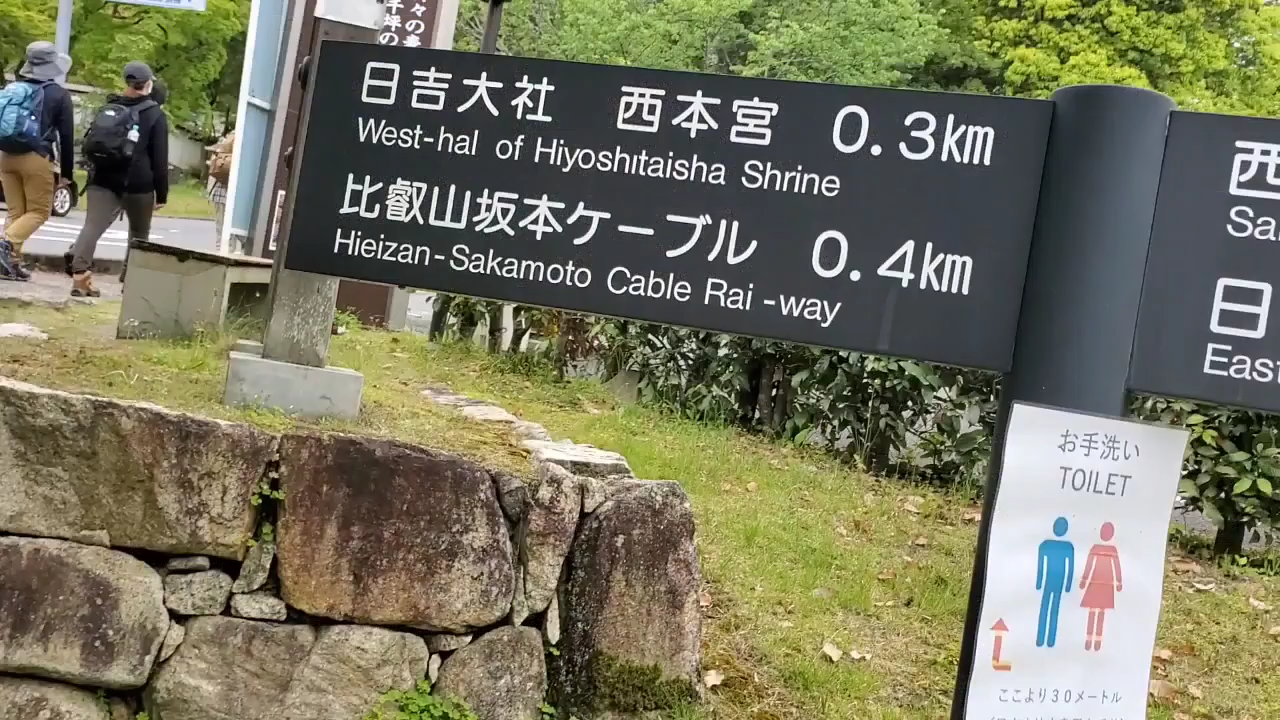 日吉大社 西本宮 0.3km
West-hal of Hiyoshitaisha Shrine
比叡山坂本ケーブル 0.4km
Hieizan-Sakamoto Cable Rai-way
西
Sa
日
East
お手洗い
TOILET
ここより30メートル